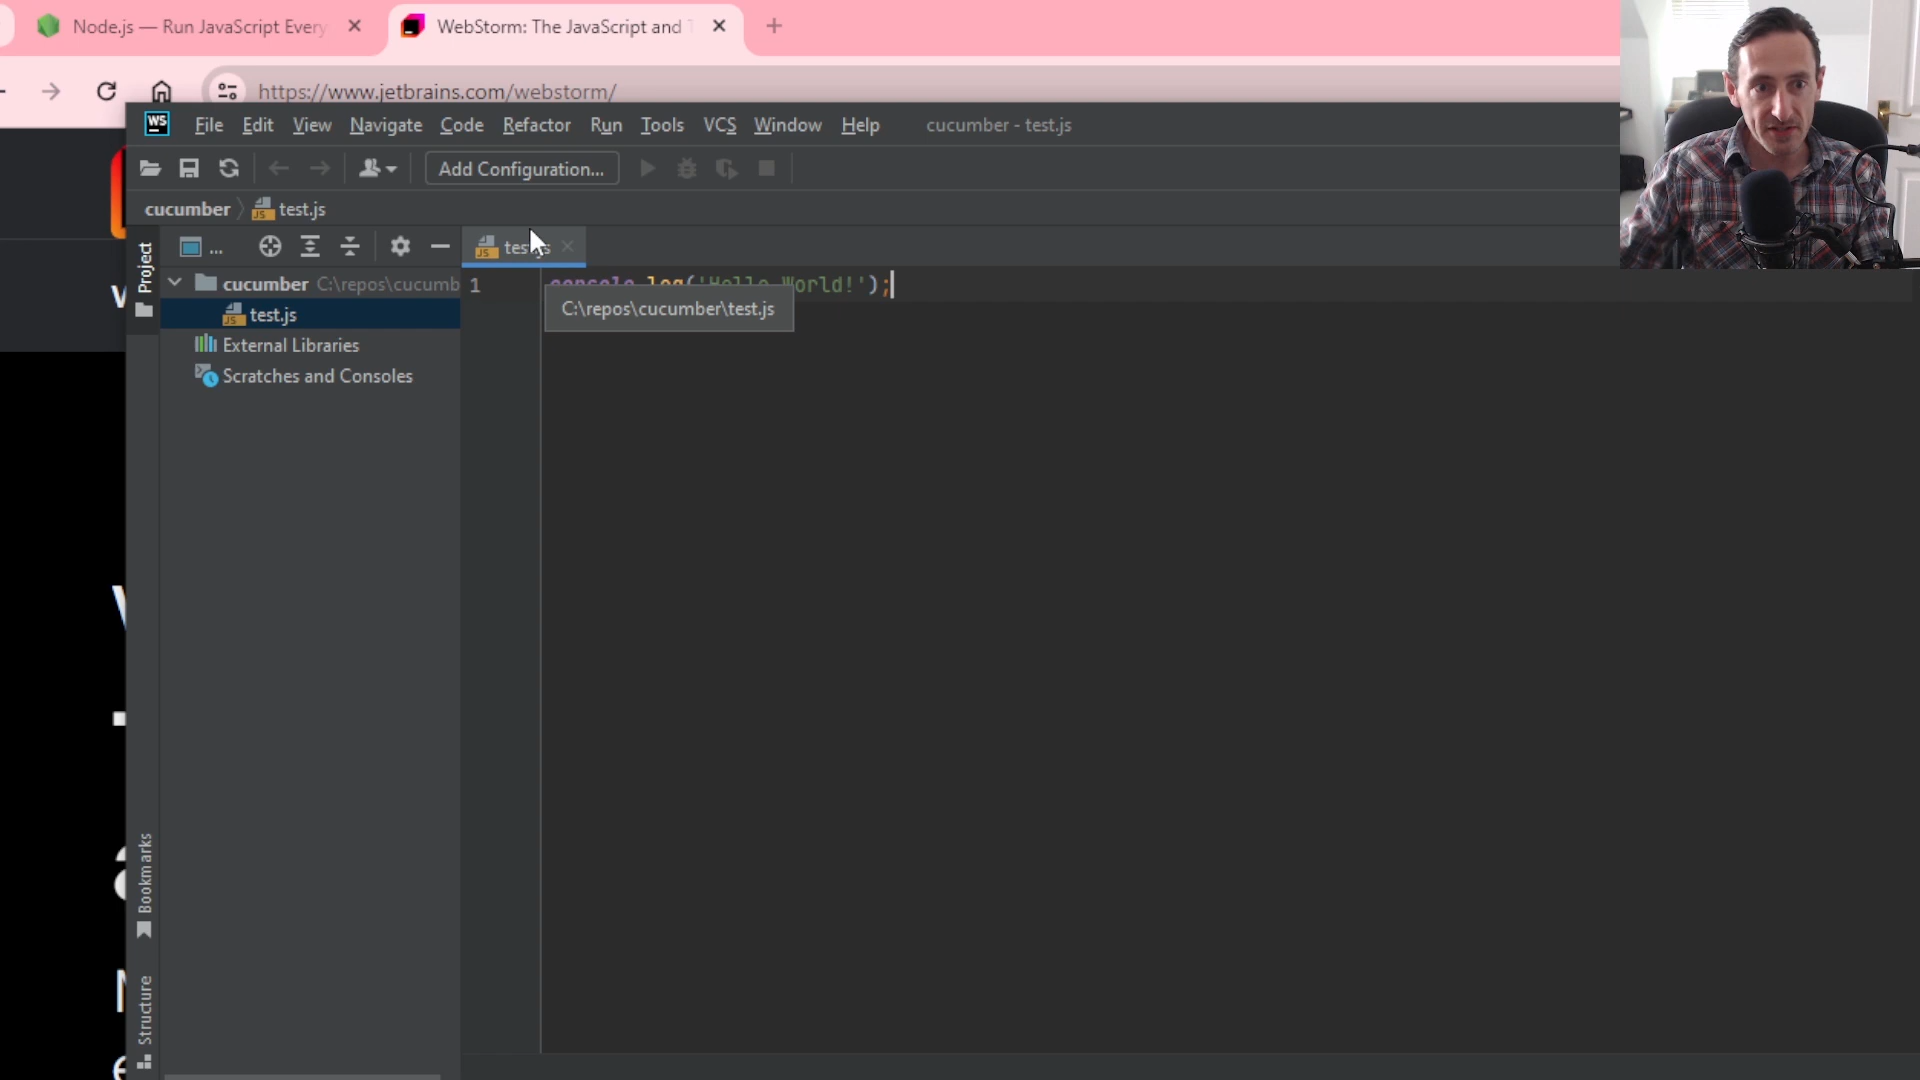 Node.js — Run JavaScript Every
WebStorm: The JavaScript and
https://www.jetbrains.com/webstorm/
WS File Edit View Navigate Code Refactor Run Tools VCS Window Help cucumber - test.js
Add Configuration...
cucumber test.js
Project
...
test.js
cucumber C:\repos\cucumb
1 console.log('Hello World!');
C:\repos\cucumber\test.js
test.js
External Libraries
Scratches and Consoles
Bookmarks
Structure